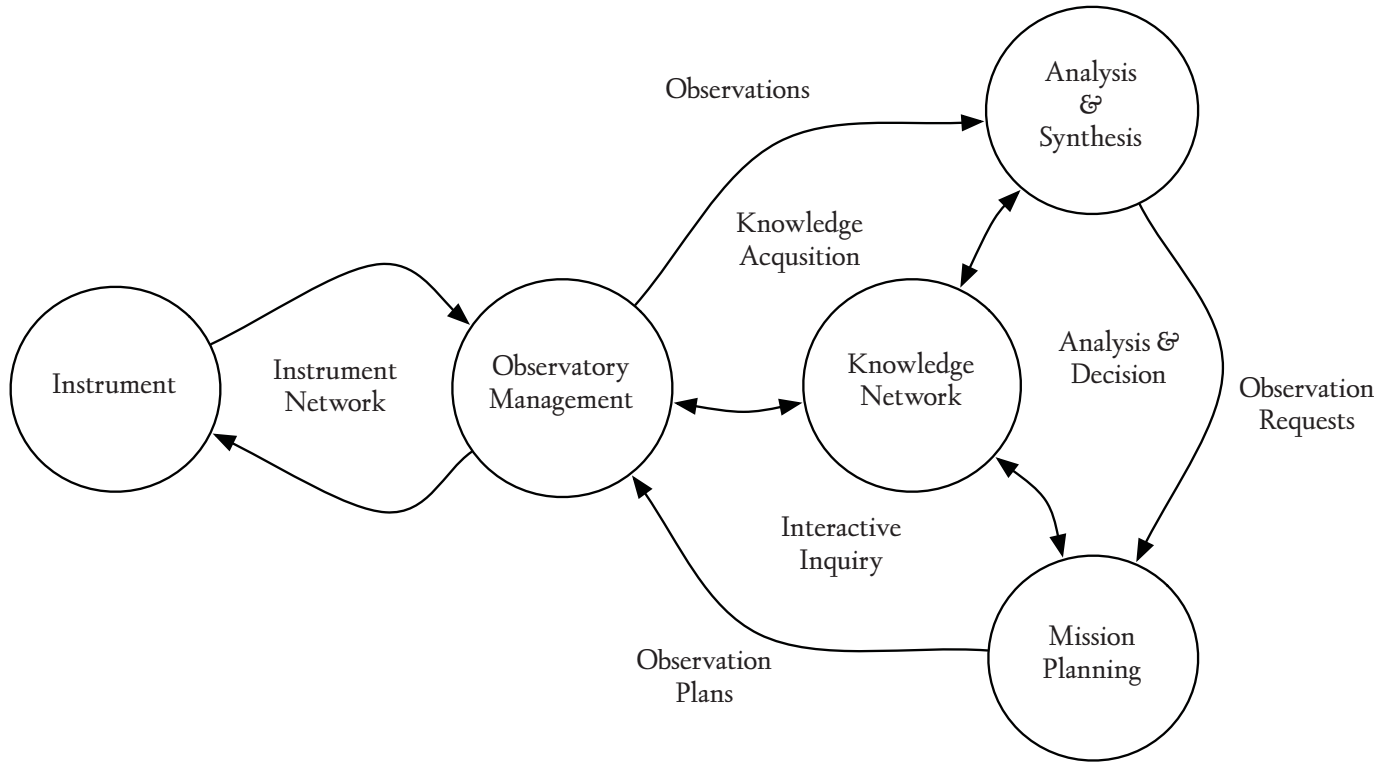 Observations
Analysis
&
Synthesis
Knowledge
Acqusition
Instrument
Instrument
Network
Observatory
Management
Knowledge
Network
Analysis &
Decision
Observation
Requests
Interactive
Inquiry
Observation
Plans
Mission
Planning